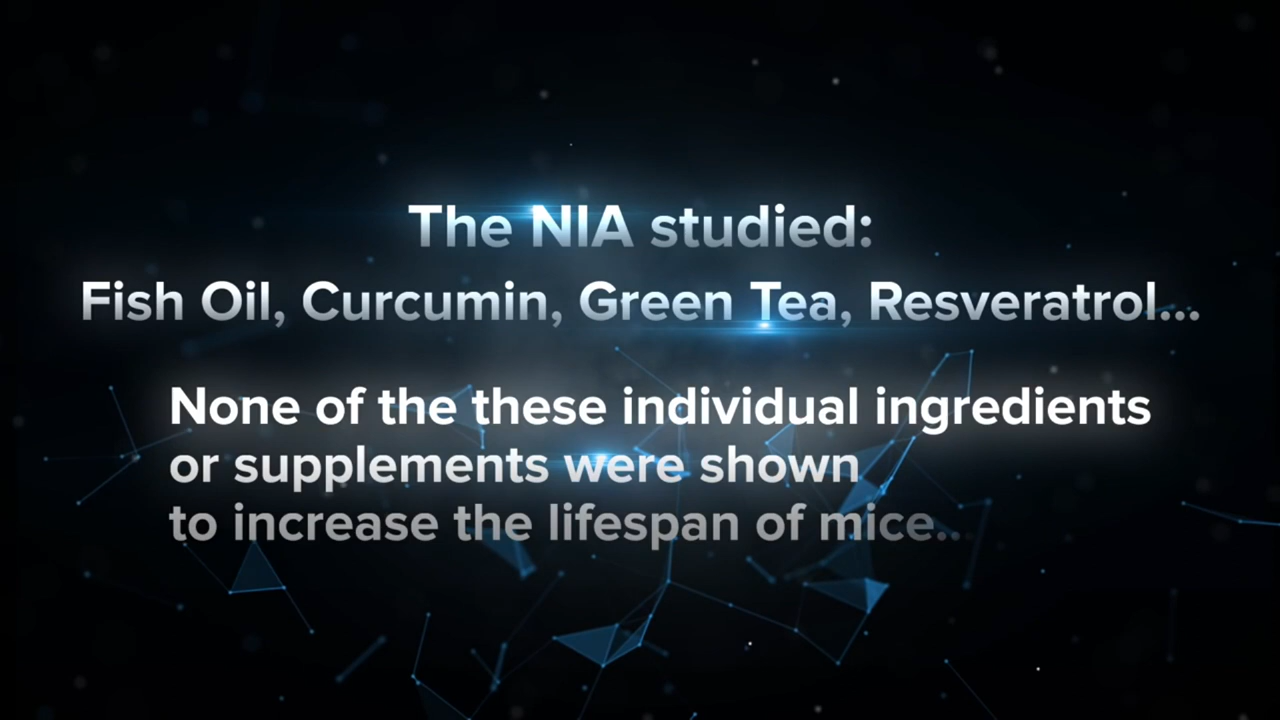 The NIA studied:
Fish Oil, Curcumin, Green Tea, Resveratrol...
None of the these individual ingredients
or supplements were shown
to increase the lifespan of mice...